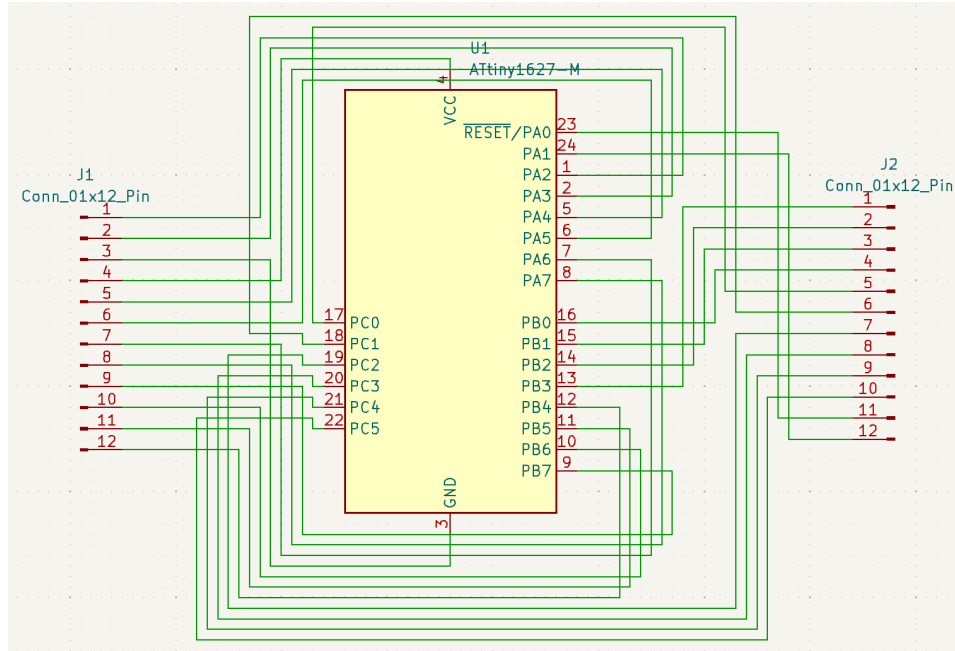 U1
ATtiny1627-M
4
VCC
RESET/PA0 23
PA1 24
PA2 1
PA3 2
PA4 5
PA5 6
PA6 7
PA7 8
17 PC0
PB0 16
18 PC1
PB1 15
19 PC2
PB2 14
20 PC3
PB3 13
21 PC4
PB4 12
22 PC5
PB5 11
PB6 10
PB7 9
GND
3
J1
Conn_01x12_Pin
1
2
3
4
5
6
7
8
9
10
11
12
J2
Conn_01x12_Pin
1
2
3
4
5
6
7
8
9
10
11
12